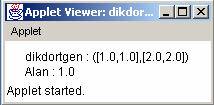 Applet Viewer: dikdor...
Applet
dikdortgen : ([1.0,1.0],[2.0,2.0])
Alan : 1.0
Applet started.